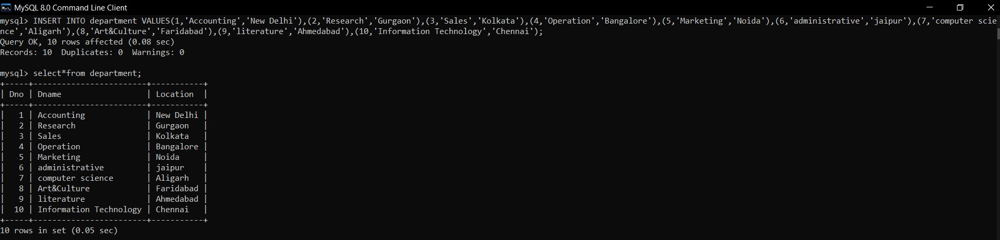 MySQL 8.0 Command Line Client
mysql> INSERT INTO department VALUES(1,'Accounting','New Delhi'),(2,'Research','Gurgaon'),(3,'Sales','Kolkata'),(4,'Operation','Bangalore'),(5,'Marketing','Noida'),(6,'administrative','jaipur'),(7,'computer scie
nce','Aligarh'),(8,'Art&Culture','Faridabad'),(9,'literature','Ahmedabad'),(10,'Information Technology','Chennai');
Query OK, 10 rows affected (0.08 sec)
Records: 10  Duplicates: 0  Warnings: 0
mysql> select*from department;
+-----+------------------------+-----------+
| Dno | Dname                  | Location  |
+-----+------------------------+-----------+
|   1 | Accounting             | New Delhi |
|   2 | Research               | Gurgaon   |
|   3 | Sales                  | Kolkata   |
|   4 | Operation              | Bangalore |
|   5 | Marketing              | Noida     |
|   6 | administrative         | jaipur    |
|   7 | computer science       | Aligarh   |
|   8 | Art&Culture            | Faridabad |
|   9 | literature             | Ahmedabad |
|  10 | Information Technology | Chennai   |
+-----+------------------------+-----------+
10 rows in set (0.05 sec)